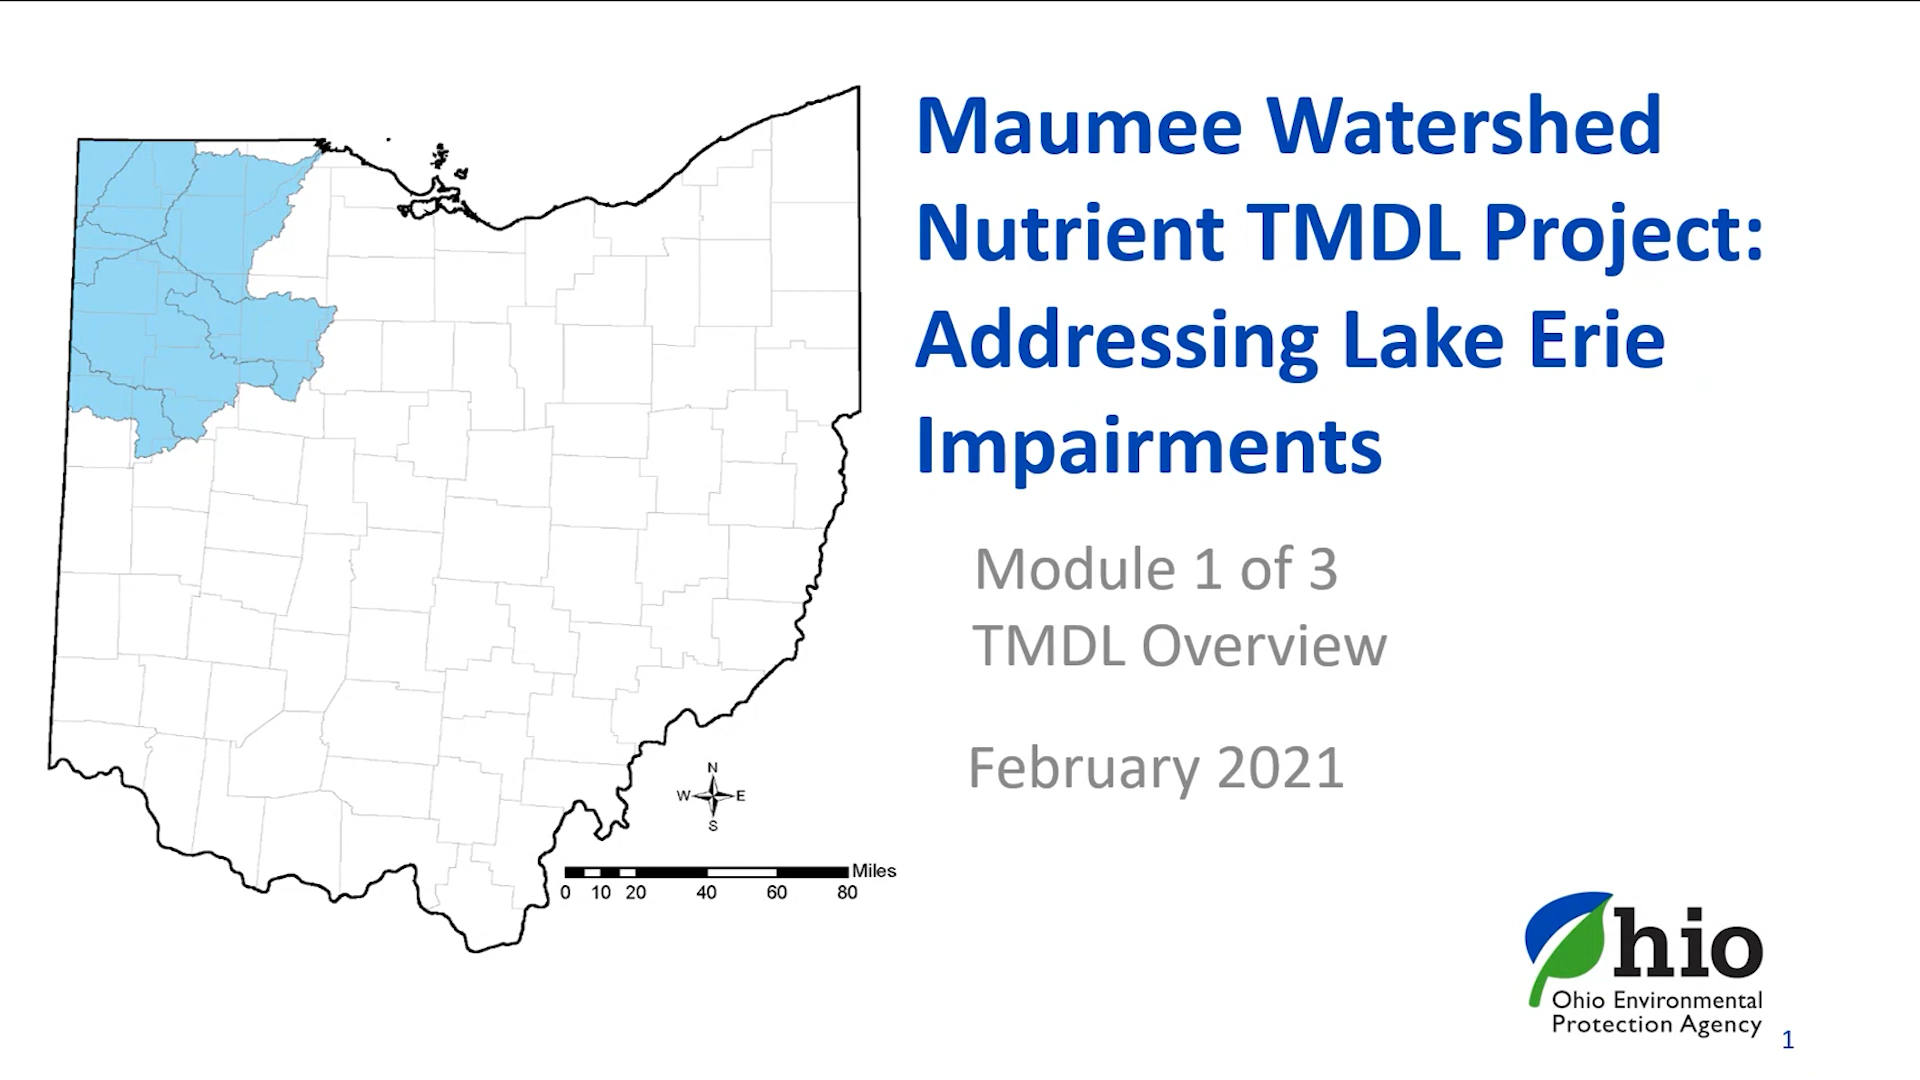 Maumee Watershed
Nutrient TMDL Project:
Addressing Lake Erie
Impairments
Module 1 of 3
TMDL Overview
February 2021
N
W E
S
Miles
0 10 20 40 60 80
hio
Ohio Environmental
Protection Agency
1